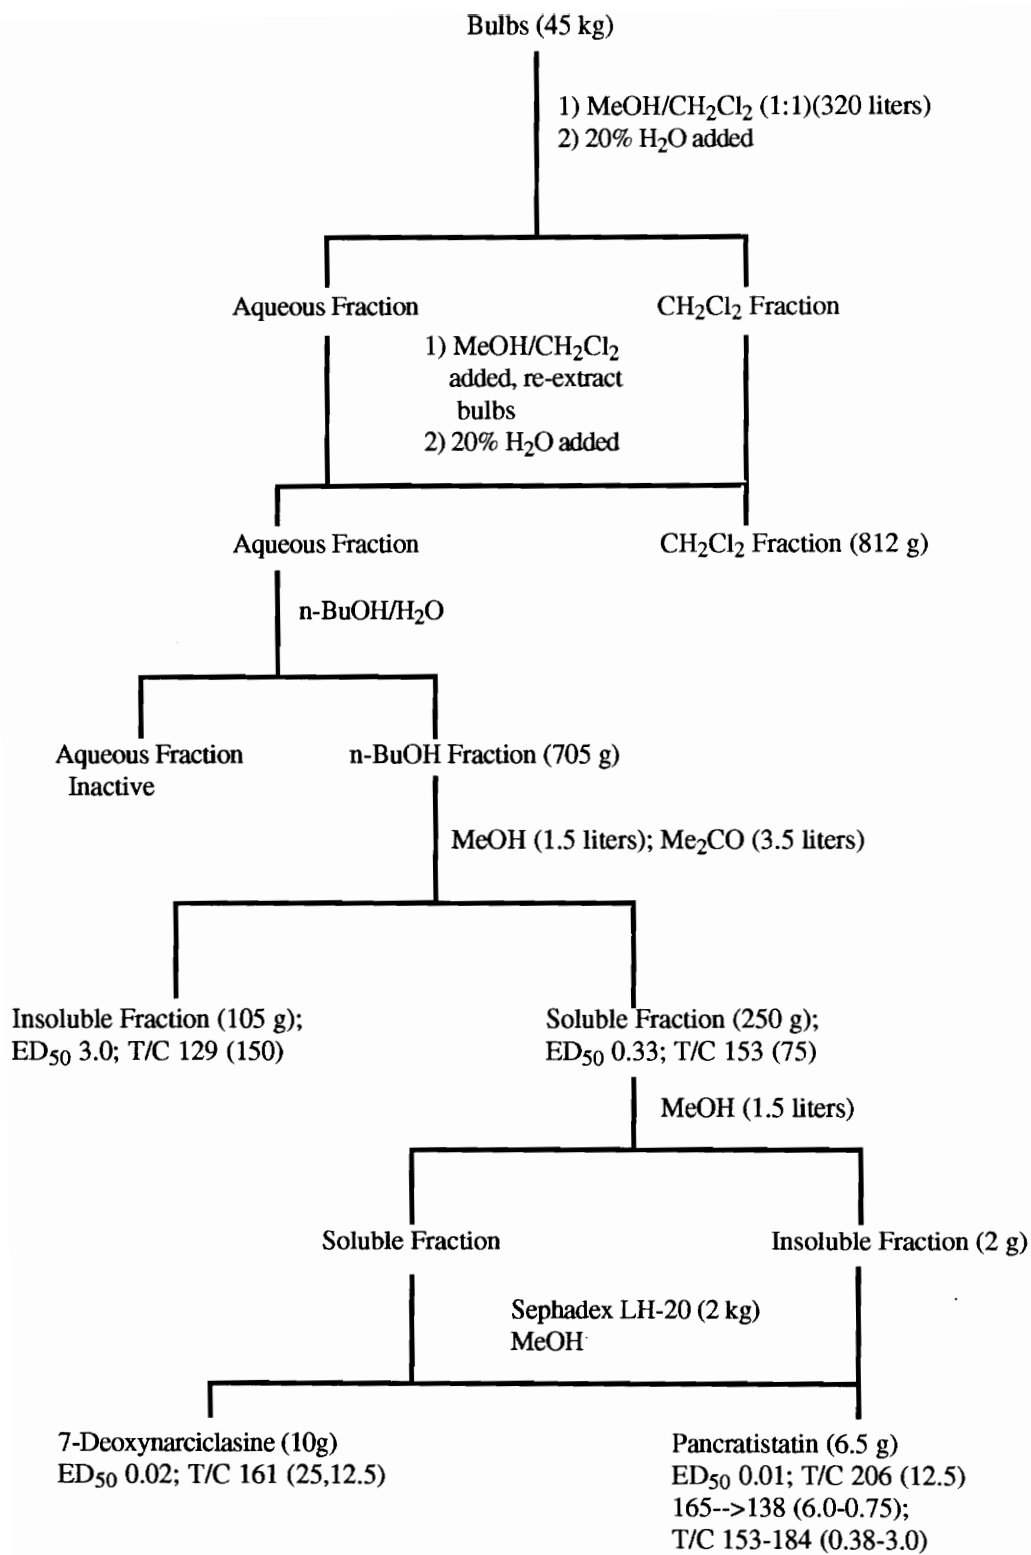 Bulbs (45 kg)
1) MeOH/CH2Cl2 (1:1)(320 liters)
2) 20% H2O added
Aqueous Fraction
CH2Cl2 Fraction
1) MeOH/CH2Cl2
added, re-extract
bulbs
2) 20% H2O added
Aqueous Fraction
CH2Cl2 Fraction (812 g)
n-BuOH/H2O
Aqueous Fraction
Inactive
n-BuOH Fraction (705 g)
MeOH (1.5 liters); Me2CO (3.5 liters)
Insoluble Fraction (105 g);
ED50 3.0; T/C 129 (150)
Soluble Fraction (250 g);
ED50 0.33; T/C 153 (75)
MeOH (1.5 liters)
Soluble Fraction
Insoluble Fraction (2 g)
Sephadex LH-20 (2 kg)
MeOH
7-Deoxynarciclasine (10g)
ED50 0.02; T/C 161 (25,12.5)
Pancratistatin (6.5 g)
ED50 0.01; T/C 206 (12.5)
165-->138 (6.0-0.75);
T/C 153-184 (0.38-3.0)